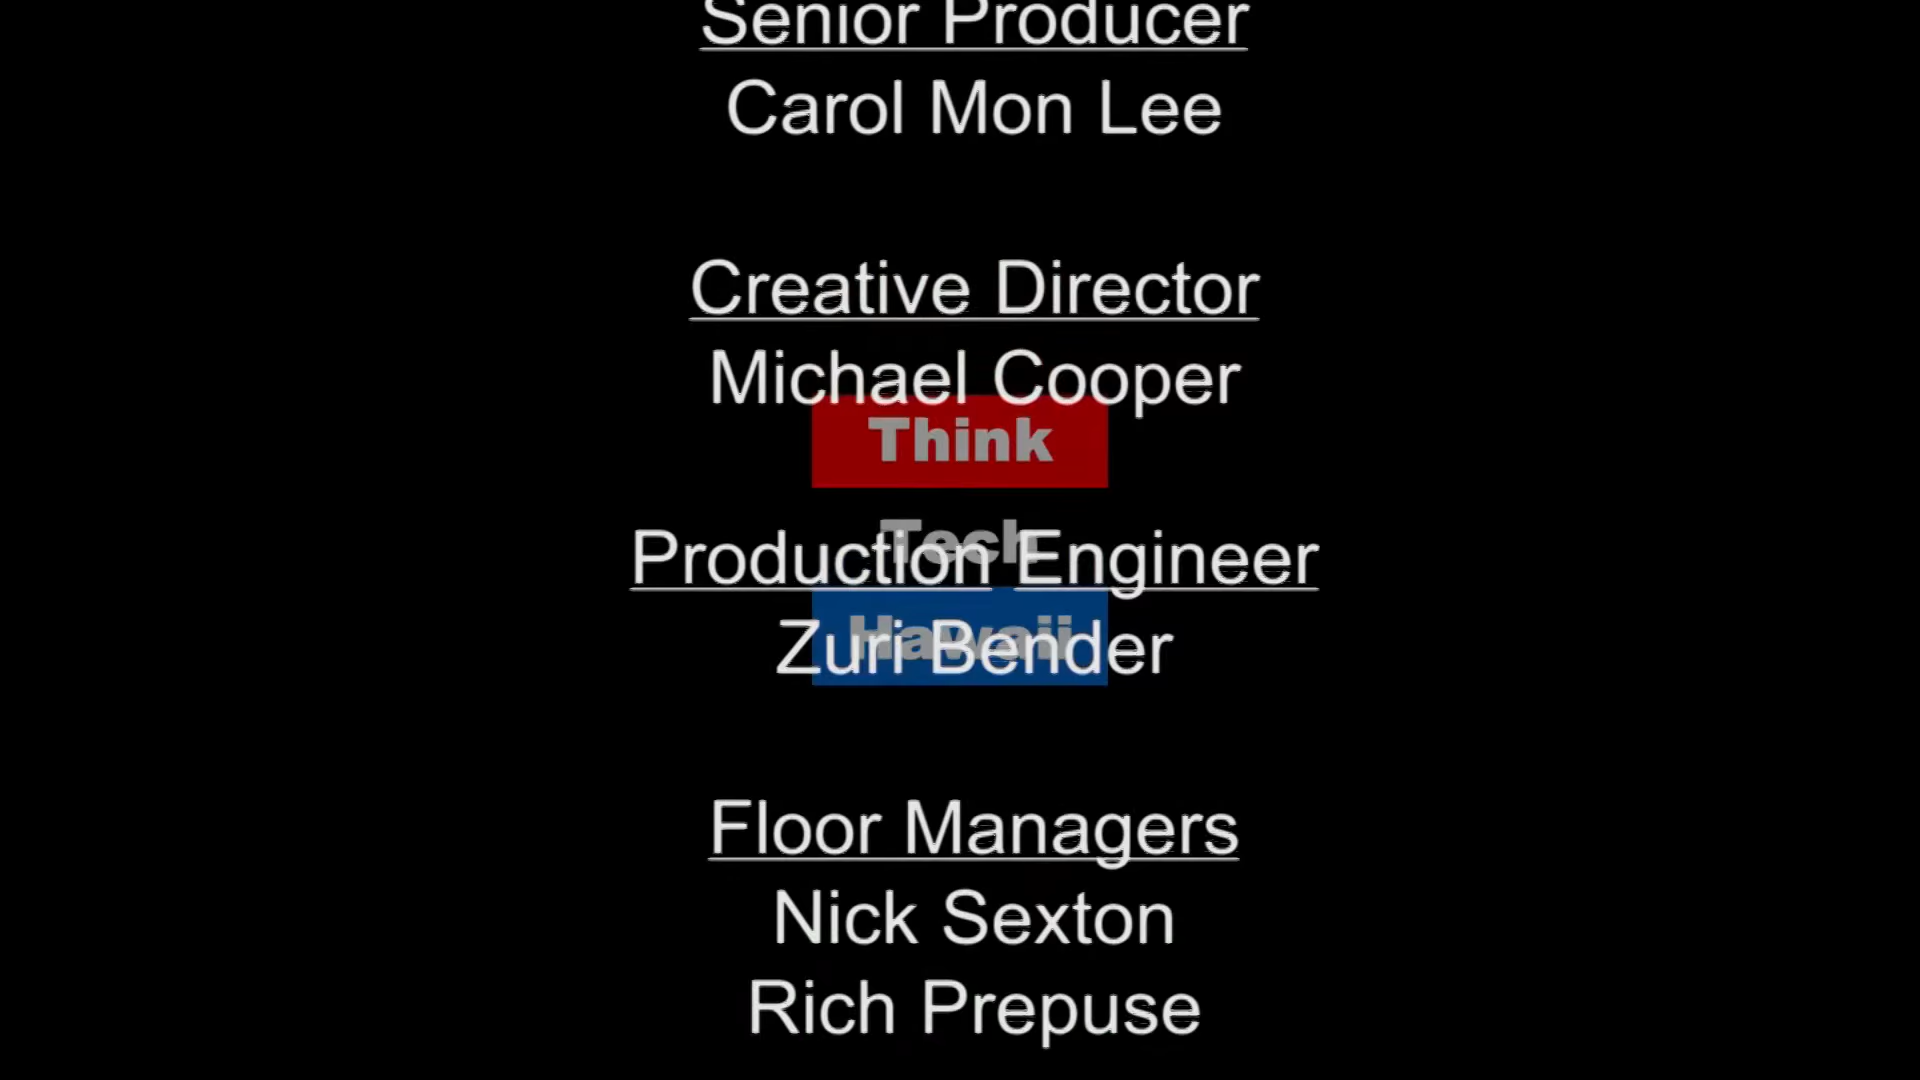 Senior Producer
Carol Mon Lee
Creative Director
Michael Cooper
Think
Tech
Production Engineer
Hawaii
Zuri Bender
Floor Managers
Nick Sexton
Rich Prepuse